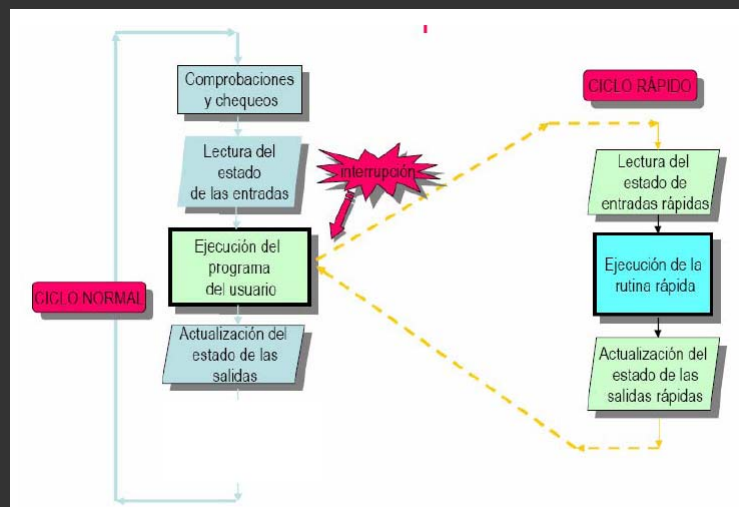 Comprobaciones
y chequeos
Lectura del
estado
de las entradas
Interrupción
Ejecución del
programa
del usuario
CICLO NORMAL
Actualización del
estado de las
salidas
CICLO RÁPIDO
Lectura del
estado de
entradas rápidas
Ejecución de la
rutina rápida
Actualización del
estado de las
salidas rápidas